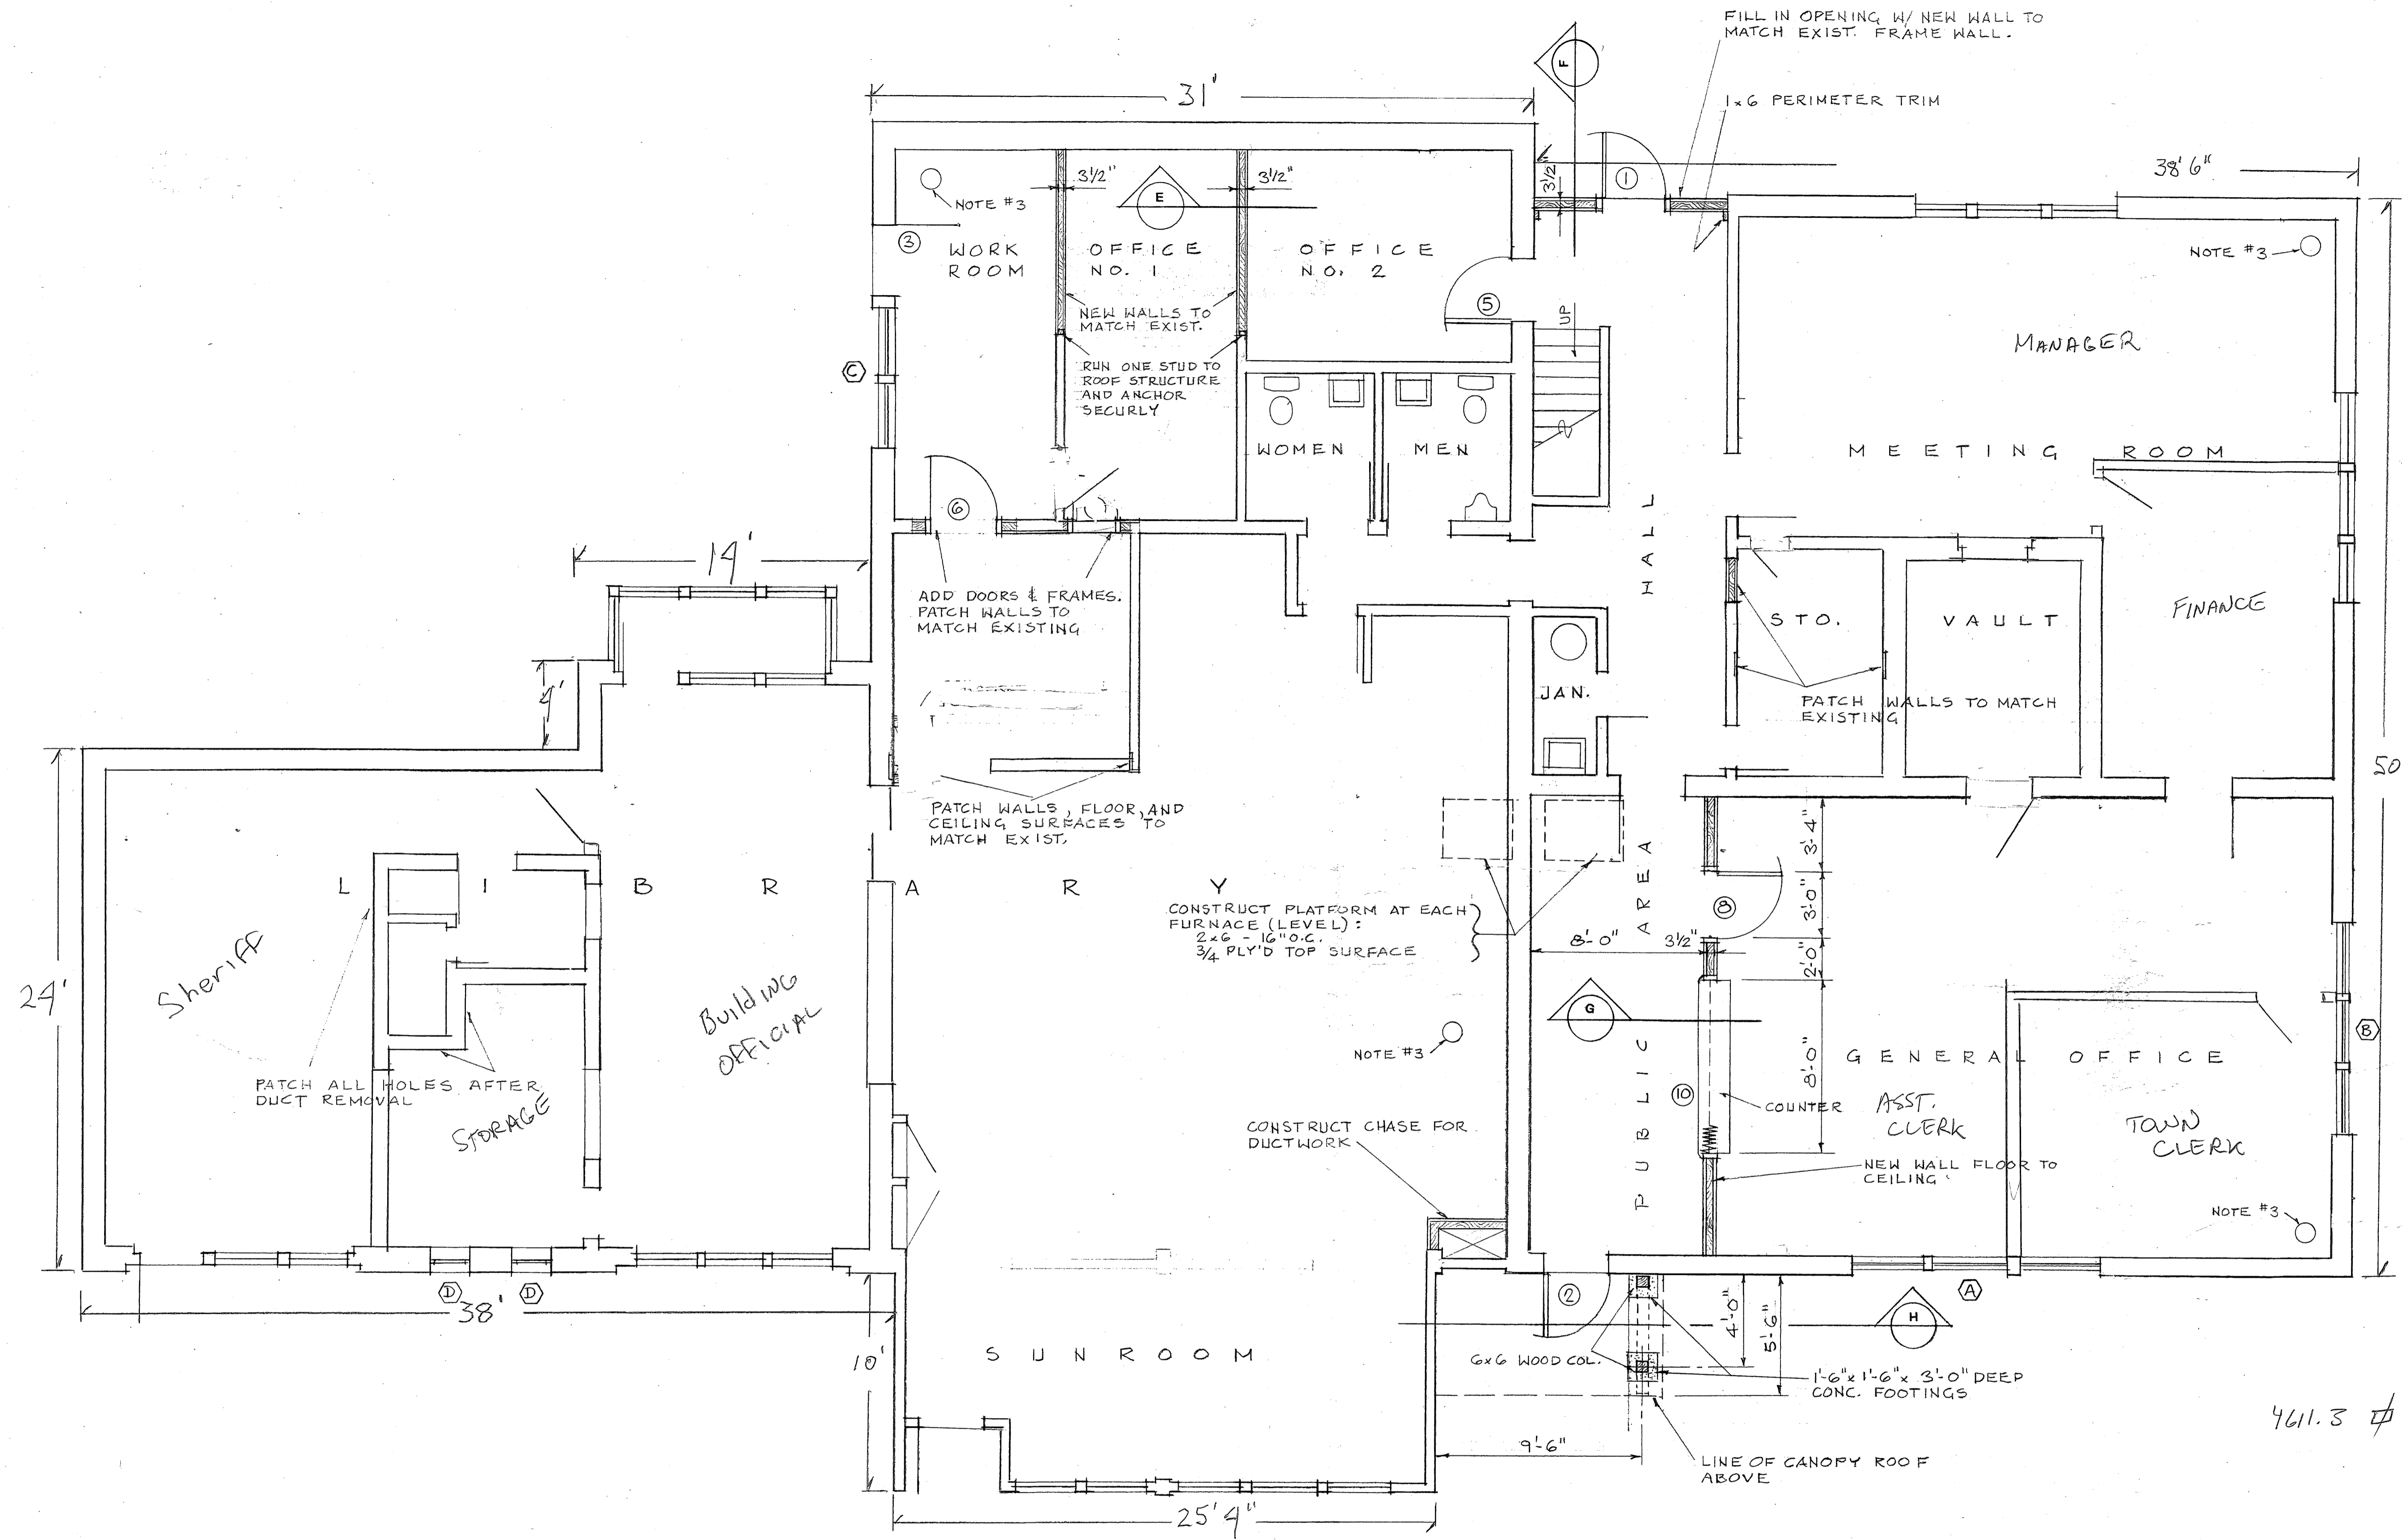 FILL IN OPENING W/ NEW WALL TO
MATCH EXIST. FRAME WALL.
F
31'
1x6 PERIMETER TRIM
38'6"
3½"
E
3½"
3½"
1
NOTE #3
3
WORK
ROOM
OFFICE
NO. 1
OFFICE
NO. 2
NOTE #3
5
NEW WALLS TO
MATCH EXIST.
UP
MANAGER
C
RUN ONE STUD TO
ROOF STRUCTURE
AND ANCHOR
SECURLY
WOMEN
MEN
MEETING ROOM
6
HALL
14'
ADD DOORS & FRAMES.
PATCH WALLS TO
MATCH EXISTING
STO.
VAULT
FINANCE
4'
JAN.
PATCH WALLS TO MATCH
EXISTING
50
PATCH WALLS, FLOOR, AND
CEILING SURFACES TO
MATCH EXIST.
3'-4"
LIBRARY
CONSTRUCT PLATFORM AT EACH
FURNACE (LEVEL):
2x6 - 16" O.C.
3/4 PLY'D TOP SURFACE
PUBLIC AREA
8
3'-0"
8'-0"
3½"
2'-0"
Sheriff
24'
Building
OFFICIAL
G
NOTE #3
8'-0"
GENERAL OFFICE
B
PATCH ALL HOLES AFTER
DUCT REMOVAL
STORAGE
10
COUNTER
ASST.
CLERK
TOWN
CLERK
CONSTRUCT CHASE FOR
DUCTWORK
NEW WALL FLOOR TO
CEILING
NOTE #3
D
D
38'
2
A
4'-0"
5'-6"
H
10'
SUNROOM
6x6 WOOD COL.
1'-6"x1'-6"x 3'-0" DEEP
CONC. FOOTINGS
4611.3
9'-6"
LINE OF CANOPY ROOF
ABOVE
25'4"